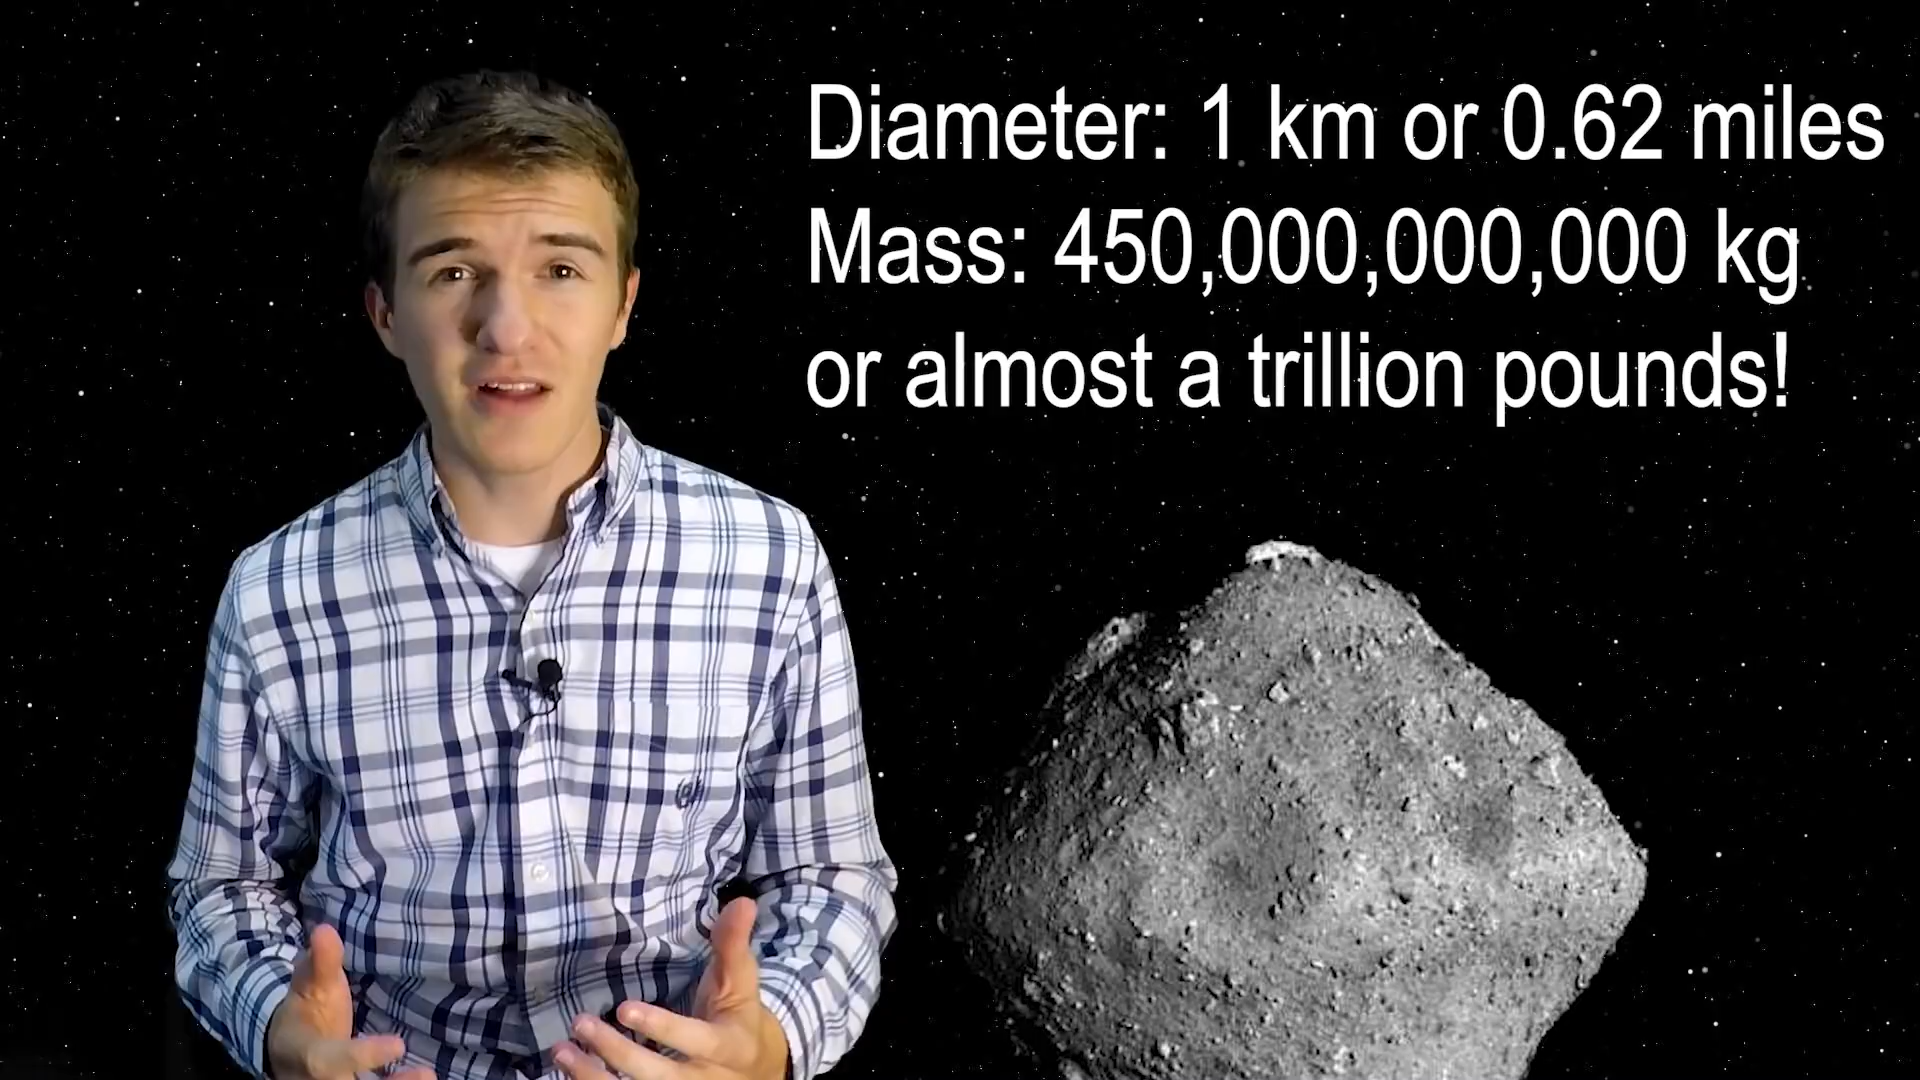 Diameter: 1 km or 0.62 miles
Mass: 450,000,000,000 kg
or almost a trillion pounds!